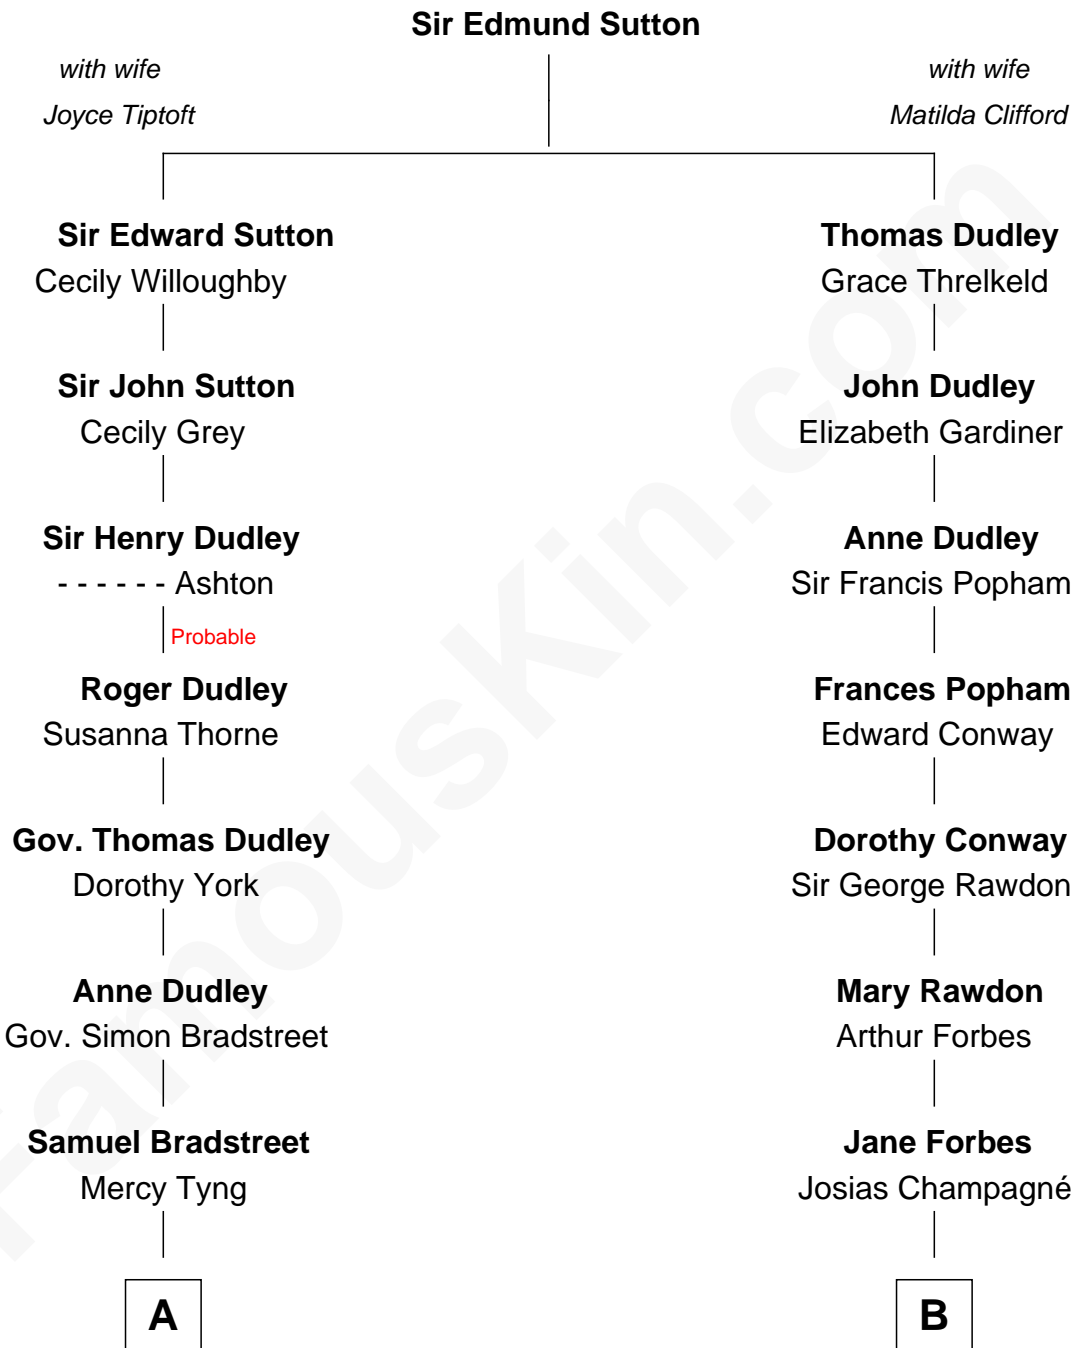 Sir Edmund Sutton
with wife
Joyce Tiptoft
with wife
Matilda Clifford
Sir Edward Sutton
Cecily Willoughby
Thomas Dudley
Grace Threlkeld
Sir John Sutton
Cecily Grey
John Dudley
Elizabeth Gardiner
Sir Henry Dudley
- - - - - - Ashton
Probable
Anne Dudley
Sir Francis Popham
Roger Dudley
Susanna Thorne
Frances Popham
Edward Conway
Gov. Thomas Dudley
Dorothy York
Dorothy Conway
Sir George Rawdon
Anne Dudley
Gov. Simon Bradstreet
Mary Rawdon
Arthur Forbes
Samuel Bradstreet
Mercy Tyng
Jane Forbes
Josias Champagné
A
B
FamousKin.com